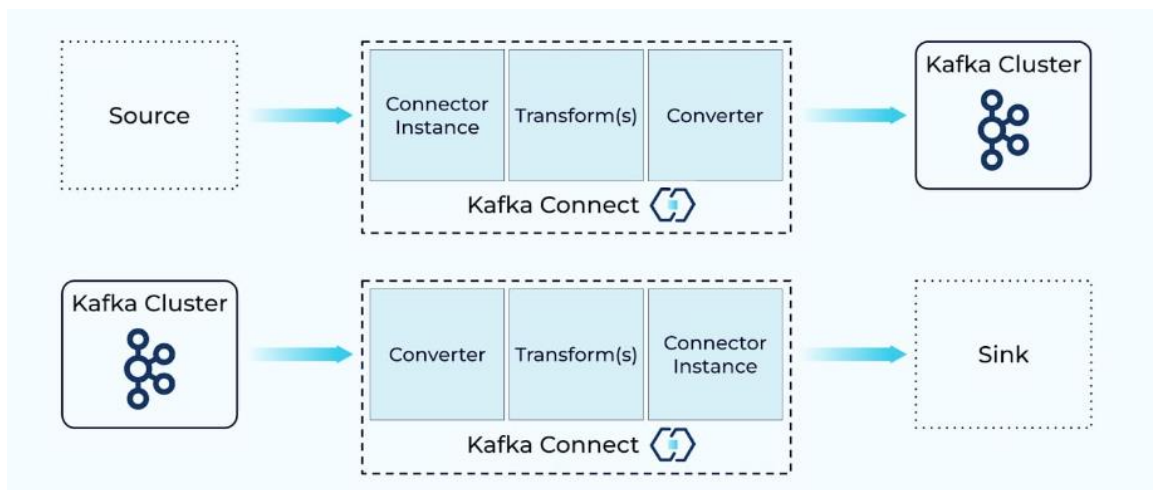 Source
Connector
Instance
Transform(s)
Converter
Kafka Connect
Kafka Cluster
Kafka Cluster
Converter
Transform(s)
Connector
Instance
Kafka Connect
Sink